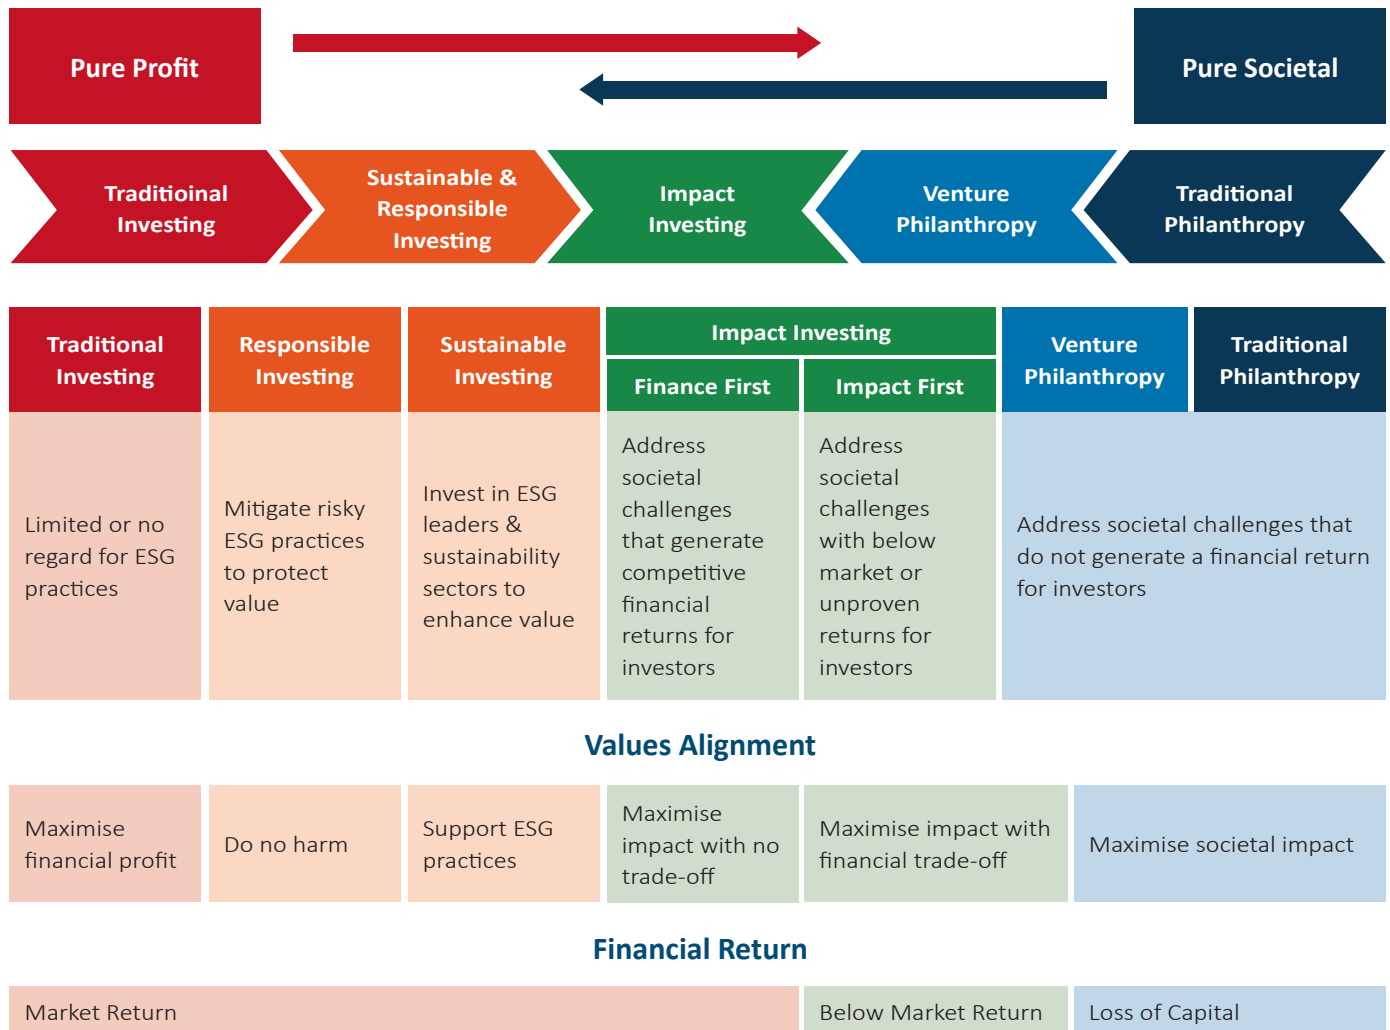 Pure Profit
Pure Societal
Traditioinal
Investing
Sustainable &
Responsible
Investing
Impact
Investing
Venture
Philanthropy
Traditional
Philanthropy
Traditional
Investing
Responsible
Investing
Sustainable
Investing
Impact Investing
Finance First
Impact First
Venture
Philanthropy
Traditional
Philanthropy
Limited or no
regard for ESG
practices
Mitigate risky
ESG practices
to protect
value
Invest in ESG
leaders &
sustainability
sectors to
enhance value
Address
societal
challenges
that generate
competitive
financial
returns for
investors
Address
societal
challenges
with below
market or
unproven
returns for
investors
Address societal challenges that
do not generate a financial return
for investors
Values Alignment
Maximise
financial profit
Do no harm
Support ESG
practices
Maximise
impact with no
trade-off
Maximise impact with
financial trade-off
Maximise societal impact
Financial Return
Market Return
Below Market Return
Loss of Capital